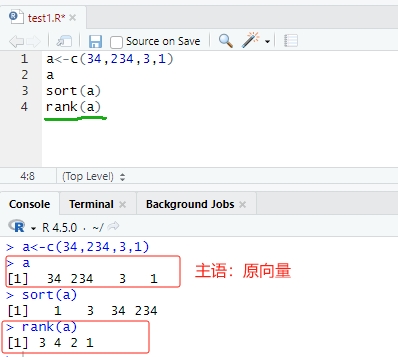 test1.R*
Source on Save
1 a<-c(34,234,3,1)
2 a
3 sort(a)
4 rank(a)
4:8 (Top Level)
Console Terminal Background Jobs
R R 4.5.0 · ~/
> a<-c(34,234,3,1)
> a
[1] 34 234 3 1
主语：原向量
> sort(a)
[1] 1 3 34 234
> rank(a)
[1] 3 4 2 1
>